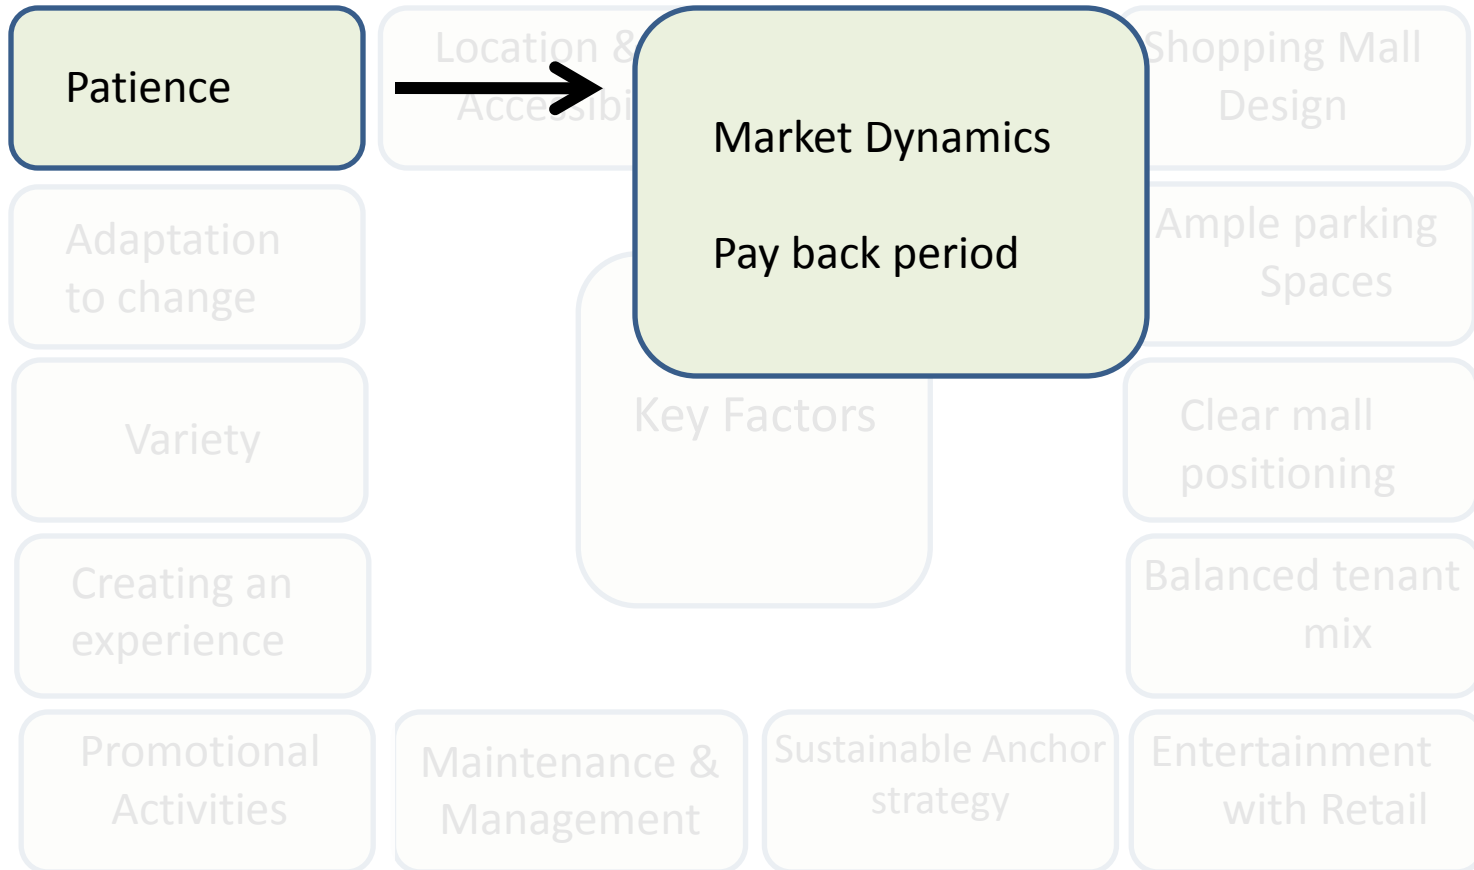 Patience
Location &
Accessibi
Market Dynamics
Pay back period
Shopping Mall
Design
Adaptation
to change
Ample parking
Spaces
Variety
Key Factors
Clear mall
positioning
Creating an
experience
Balanced tenant
mix
Promotional
Activities
Maintenance &
Management
Sustainable Anchor
strategy
Entertainment
with Retail